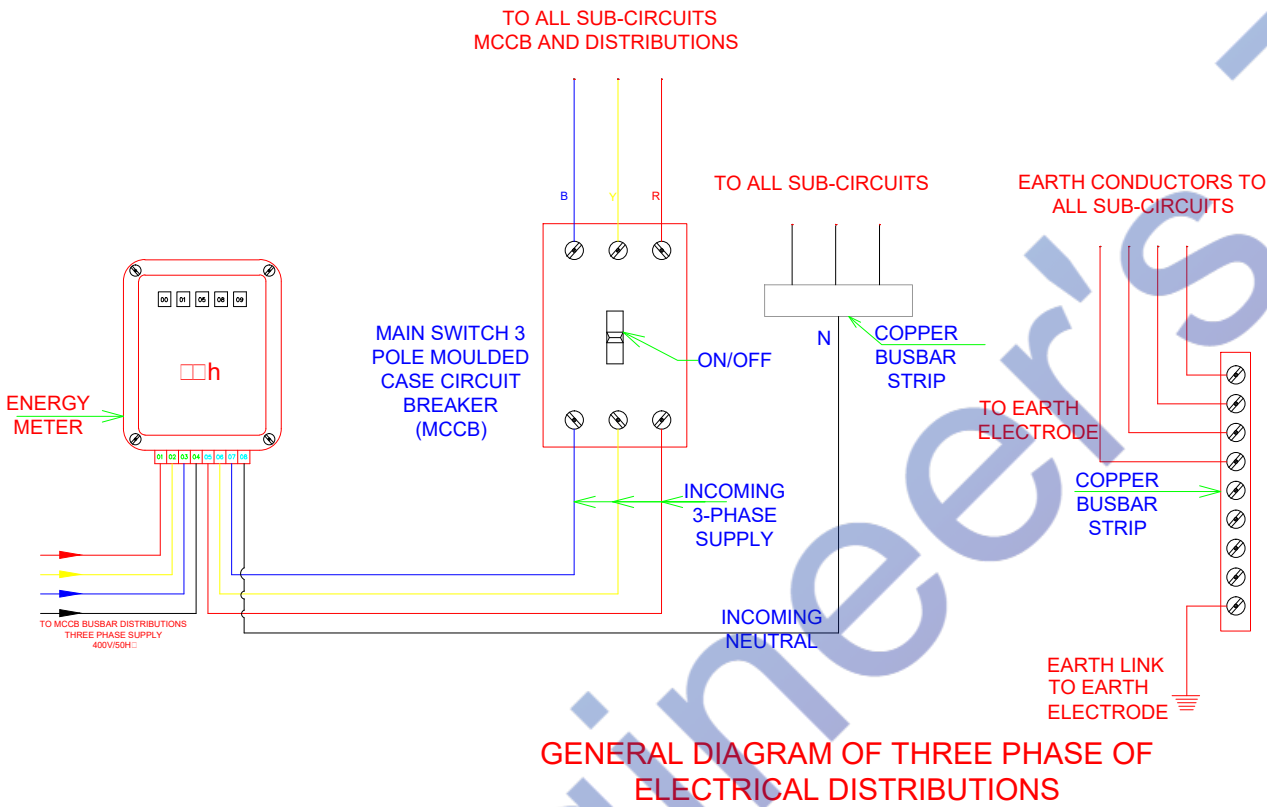 TO ALL SUB-CIRCUITS
MCCB AND DISTRIBUTIONS
B
Y
R
TO ALL SUB-CIRCUITS
EARTH CONDUCTORS TO
ALL SUB-CIRCUITS
00 01 05 08 09
□□h
ENERGY
METER
01 02 03 04 05 06 07 08
MAIN SWITCH 3
POLE MOULDED
CASE CIRCUIT
BREAKER
(MCCB)
ON/OFF
N
COPPER
BUSBAR
STRIP
TO EARTH
ELECTRODE
COPPER
BUSBAR
STRIP
INCOMING
3-PHASE
SUPPLY
TO MCCB BUSBAR DISTRIBUTIONS
THREE PHASE SUPPLY
400V/50H□
INCOMING
NEUTRAL
EARTH LINK
TO EARTH
ELECTRODE
GENERAL DIAGRAM OF THREE PHASE OF
ELECTRICAL DISTRIBUTIONS